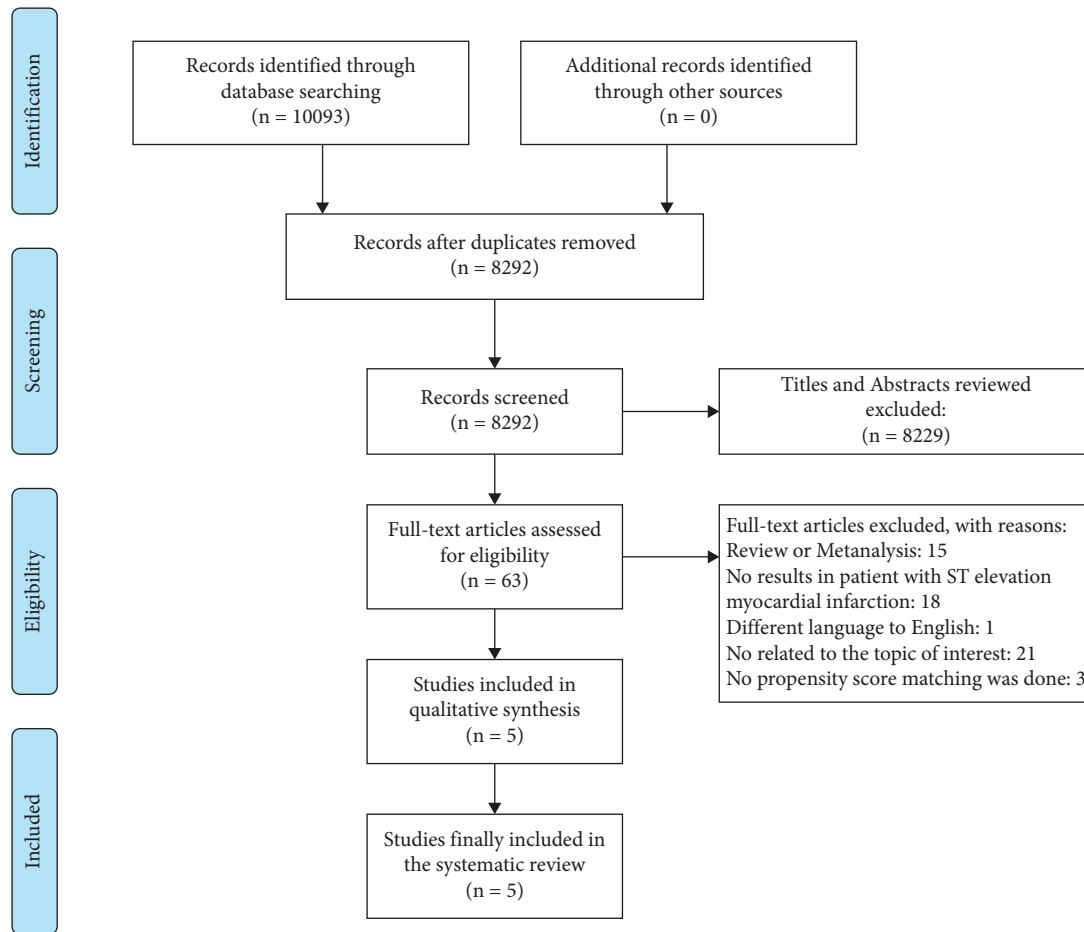 Identification
Records identified through
database searching
(n = 10093)
Additional records identified
through other sources
(n = 0)
Records after duplicates removed
(n = 8292)
Screening
Records screened
(n = 8292)
Titles and Abstracts reviewed
excluded:
(n = 8229)
Eligibility
Full-text articles assessed
for eligibility
(n = 63)
Full-text articles excluded, with reasons:
Review or Metanalysis: 15
No results in patient with ST elevation
myocardial infarction: 18
Different language to English: 1
No related to the topic of interest: 21
No propensity score matching was done: 3
Studies included in
qualitative synthesis
(n = 5)
Included
Studies finally included in
the systematic review
(n = 5)